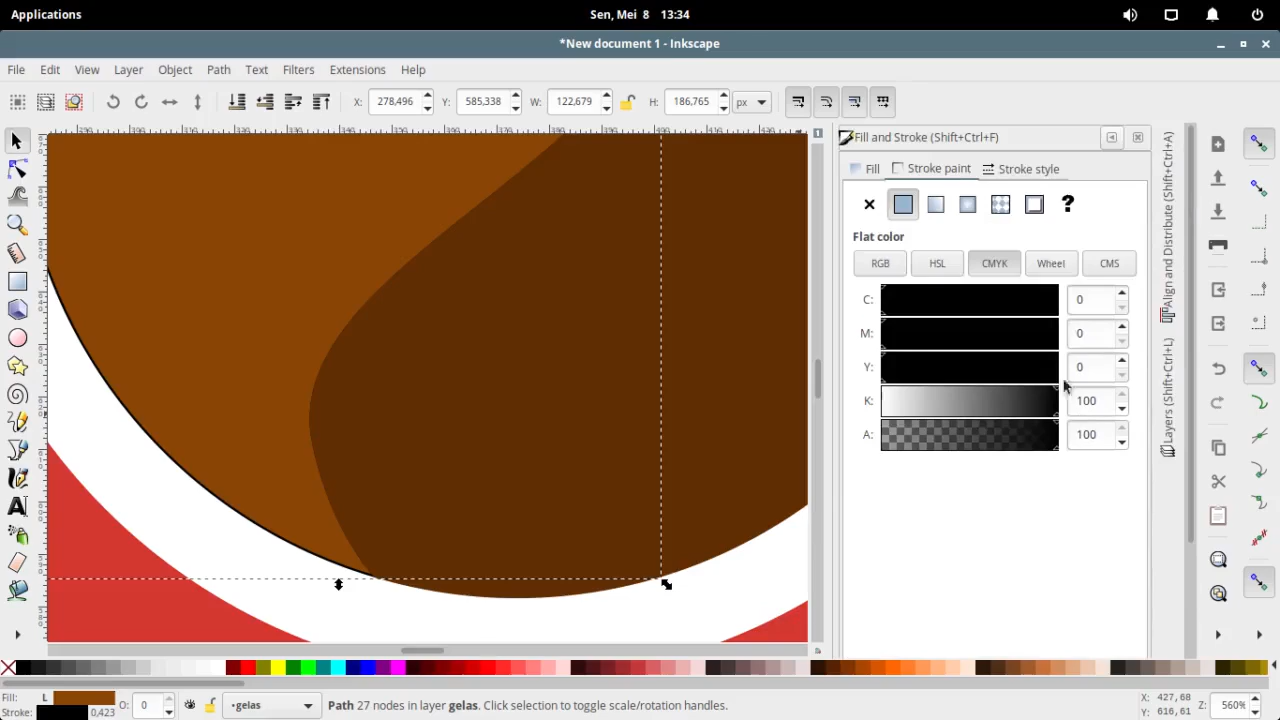 Applications
Sen, Mei 8 13:34
*New document 1 - Inkscape
File Edit View Layer Object Path Text Filters Extensions Help
X: 278,496 Y: 585,338 W: 122,679 H: 186,765 px
Fill and Stroke (Shift+Ctrl+F)
Fill Stroke paint Stroke style
?
Flat color
RGB HSL CMYK Wheel CMS
C: 0
M: 0
Y: 0
K: 100
A: 100
Align and Distribute (Shift+Ctrl+A)
Layers (Shift+Ctrl+L)
Fill: L O: 0 •gelas Path 27 nodes in layer gelas. Click selection to toggle scale/rotation handles. X: 427,68 Z: 560%
Stroke: 0,423 Y: 616,61